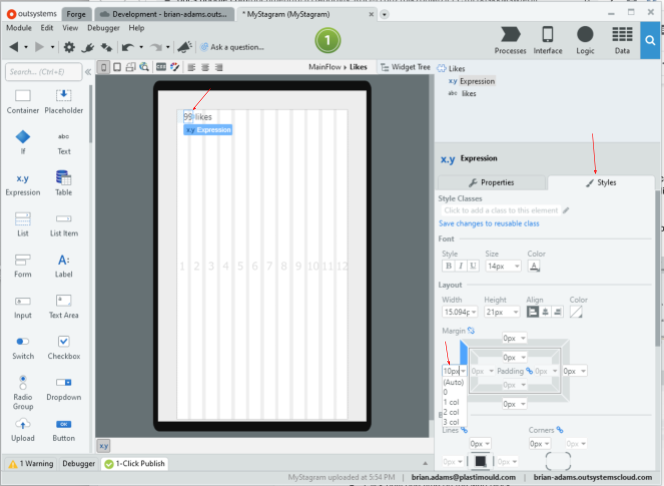 outsystems Forge Development - brian-adams.outs... * MyStagram (MyStagram)
Module Edit View Debugger Help
Ask a question...
1
Processes Interface Logic Data
Search... (Ctrl+E)
MainFlow ▸ Likes Widget Tree
Container Placeholder
If abc Text
x.y Expression Table
List List Item
Form A: Label
Input Text Area
Switch Checkbox
Radio Group Dropdown
Upload OK Button
99 likes
x.y Expression
1 2 3 4 5 6 7 8 9 10 11 12
x.y
Likes
x.y Expression
abc likes
x.y Expression
Properties Styles
Style Classes
Click to add a class to this element
Save changes to reusable class
Font
Style Size Color
B I U 14px A
Layout
Width Height Align Color
15.094p 21px
Margin
0px
0px
10px 0px Padding 0px 0px
(Auto) 0px
0
1 col 0px
2 col
3 col
Lines Corners
0px 0px
0px 0px
1 Warning Debugger 1-Click Publish
MyStagram uploaded at 5:54 PM | brian.adams@plastimould.com | brian-adams.outsystemscloud.com